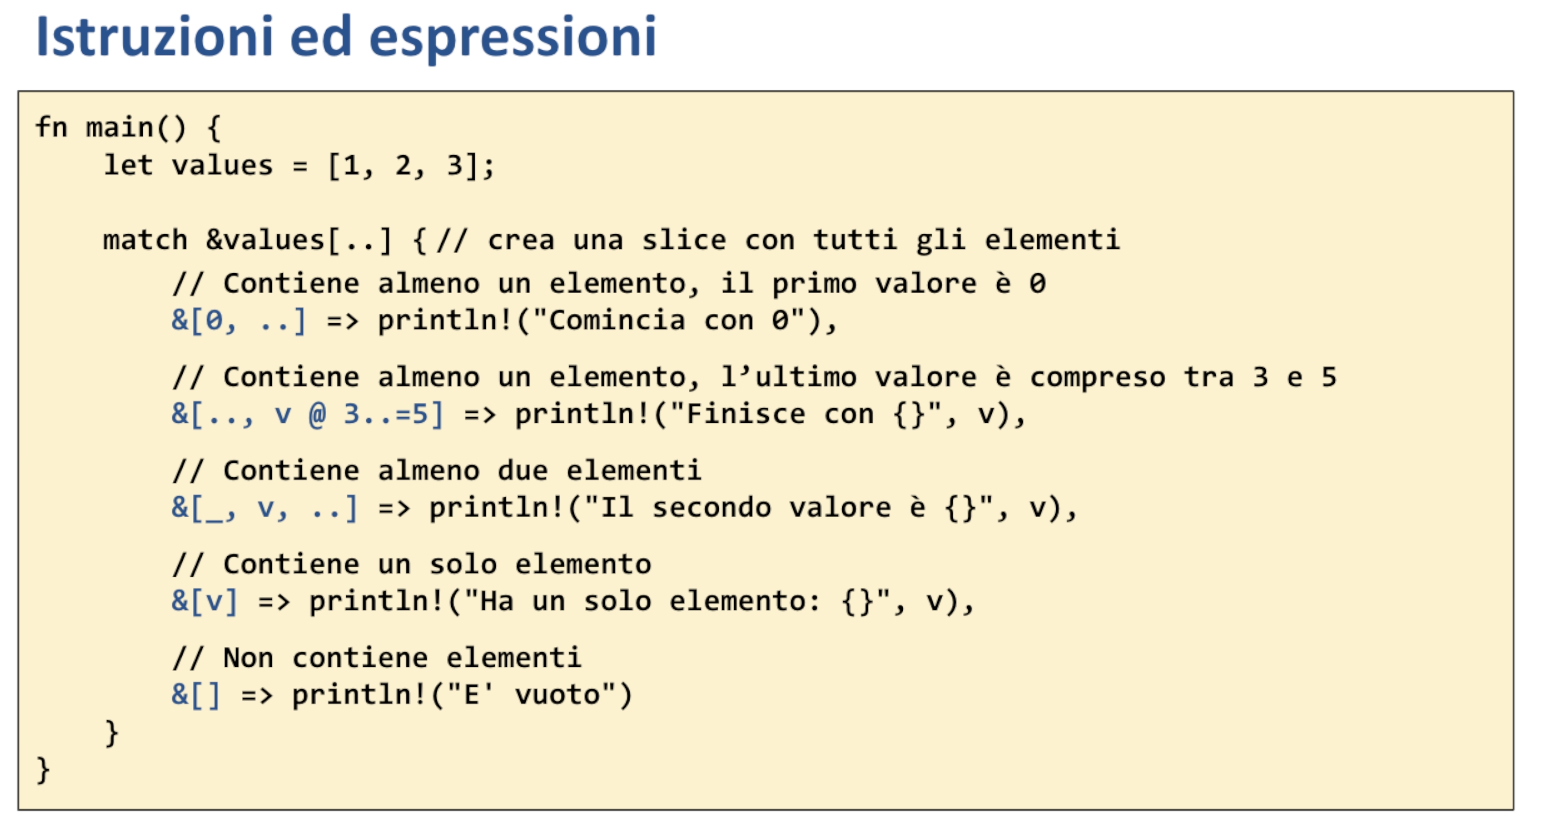 Istruzioni ed espressioni
fn main() {
    let values = [1, 2, 3];
    match &values[..] { // crea una slice con tutti gli elementi
        // Contiene almeno un elemento, il primo valore è 0
        &[0, ..] => println!("Comincia con 0"),
        // Contiene almeno un elemento, l’ultimo valore è compreso tra 3 e 5
        &[.., v @ 3..=5] => println!("Finisce con {}", v),
        // Contiene almeno due elementi
        &[_, v, ..] => println!("Il secondo valore è {}", v),
        // Contiene un solo elemento
        &[v] => println!("Ha un solo elemento: {}", v),
        // Non contiene elementi
        &[] => println!("E' vuoto")
    }
}